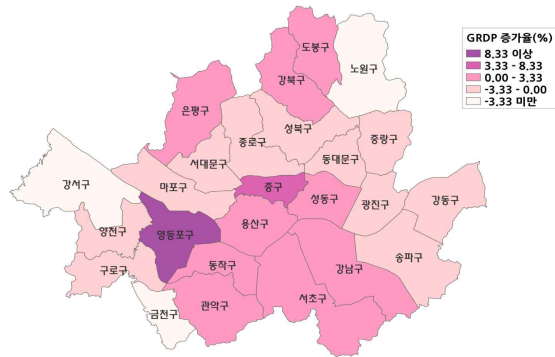 GRDP 증가율(%)
8,33 이상
3,33 - 8,33
0,00 - 3,33
-3,33 - 0,00
-3,33 미만
도봉구
노원구
강북구
은평구
성북구
종로구
중랑구
서대문구
동대문구
강서구
마포구
중구
성동구
광진구
강동구
양천구
영등포구
용산구
송파구
구로구
동작구
강남구
금천구
관악구
서초구